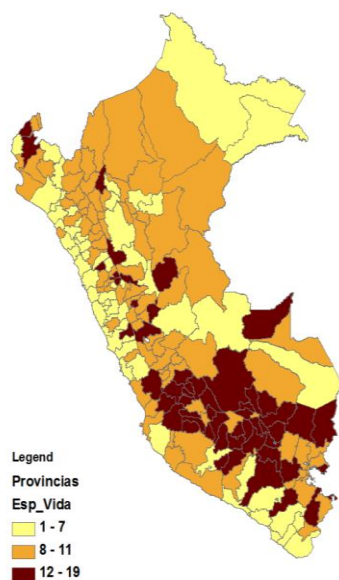 Legend
Provincias
Esp_Vida
1 - 7
8 - 11
12 - 19